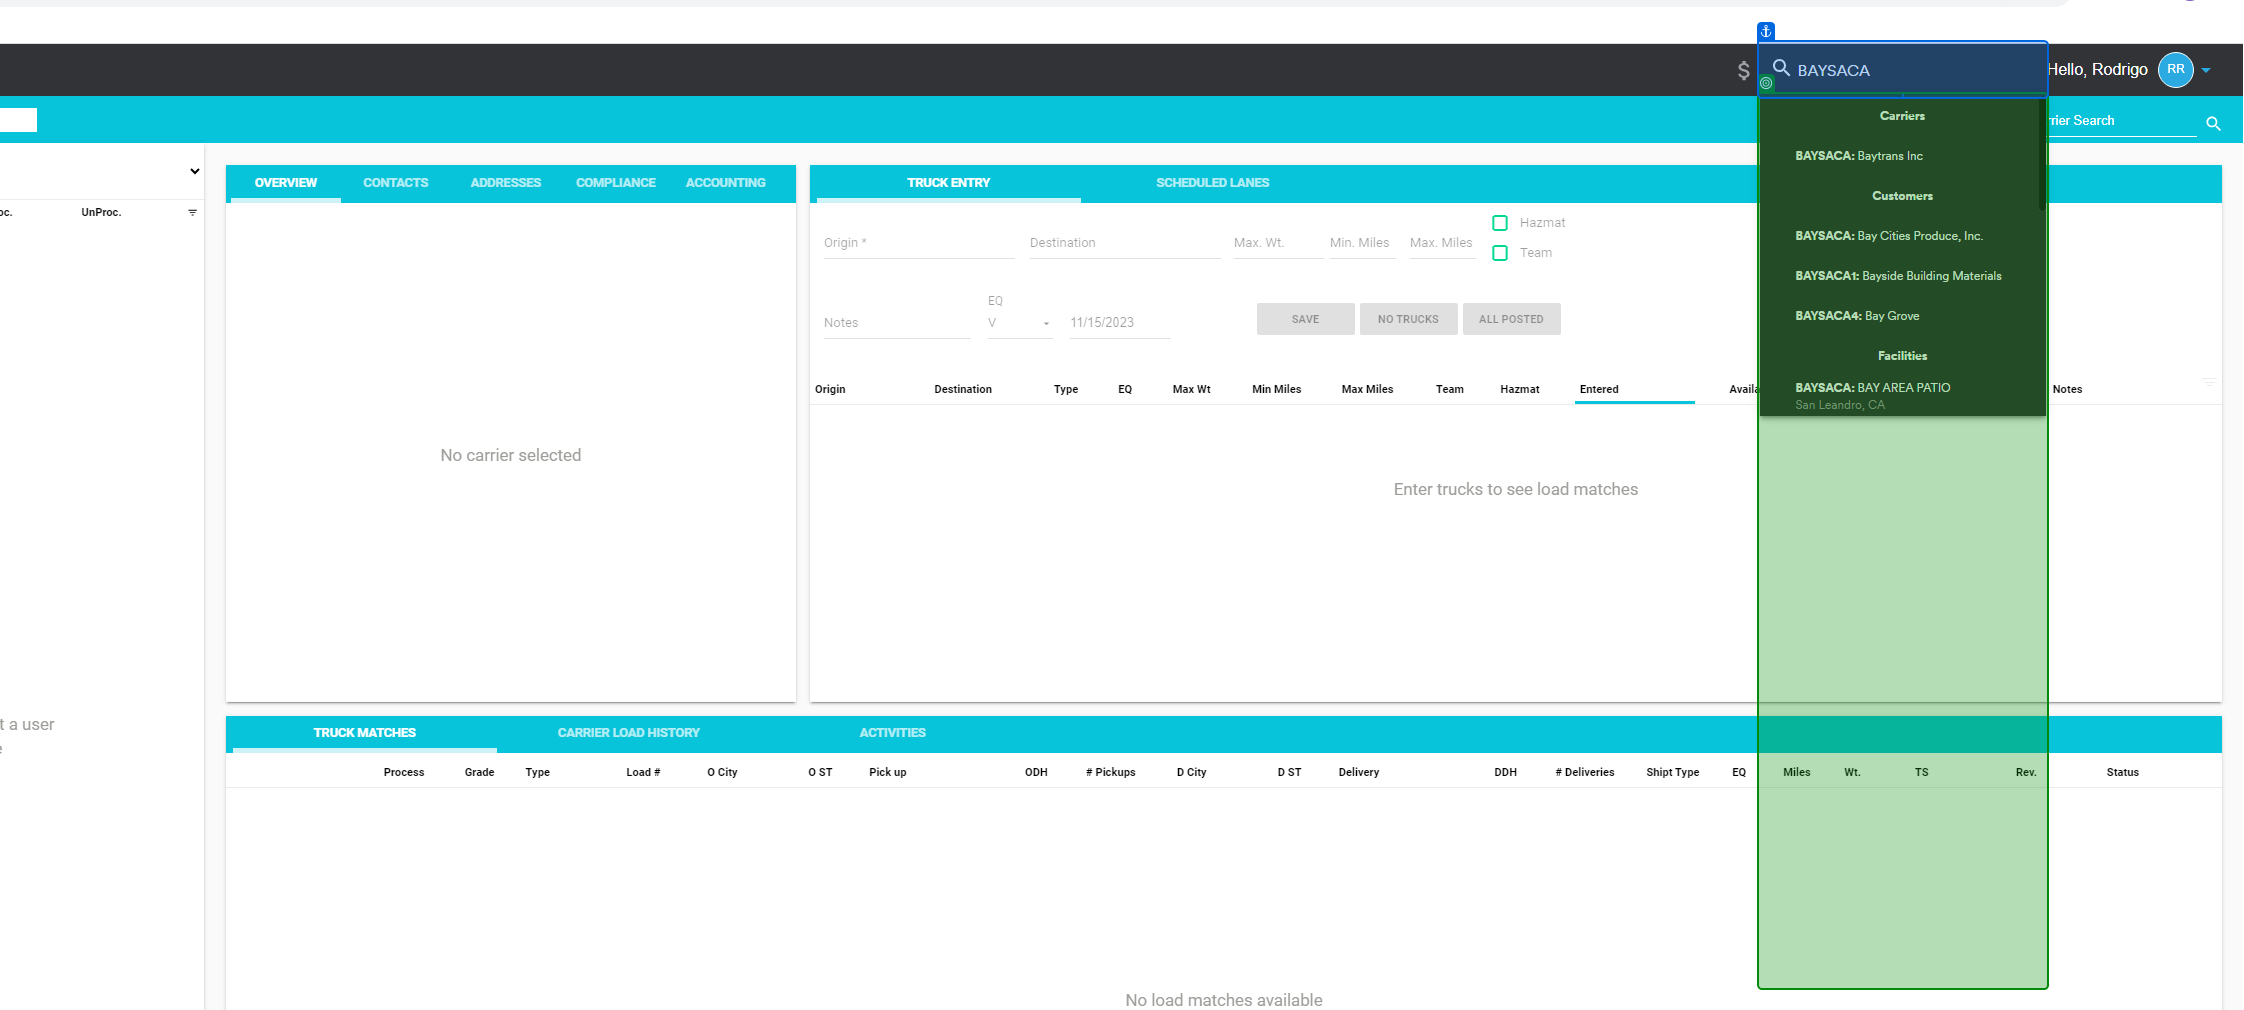 $
BAYSACA
Hello, Rodrigo
RR
rrier Search
Carriers
BAYSACA: Baytrans Inc
Customers
BAYSACA: Bay Cities Produce, Inc.
BAYSACA1: Bayside Building Materials
BAYSACA4: Bay Grove
Facilities
BAYSACA: BAY AREA PATIO
San Leandro, CA
oc. UnProc.
t a user
e
OVERVIEW CONTACTS ADDRESSES COMPLIANCE ACCOUNTING
No carrier selected
TRUCK ENTRY SCHEDULED LANES
Origin * Destination Max. Wt. Min. Miles Max. Miles
Hazmat
Team
Notes
EQ
V
11/15/2023
SAVE NO TRUCKS ALL POSTED
Origin Destination Type EQ Max Wt Min Miles Max Miles Team Hazmat Entered Availa Notes
Enter trucks to see load matches
TRUCK MATCHES CARRIER LOAD HISTORY ACTIVITIES
Process Grade Type Load # O City O ST Pick up ODH # Pickups D City D ST Delivery DDH # Deliveries Shipt Type EQ Miles Wt. TS Rev. Status
No load matches available